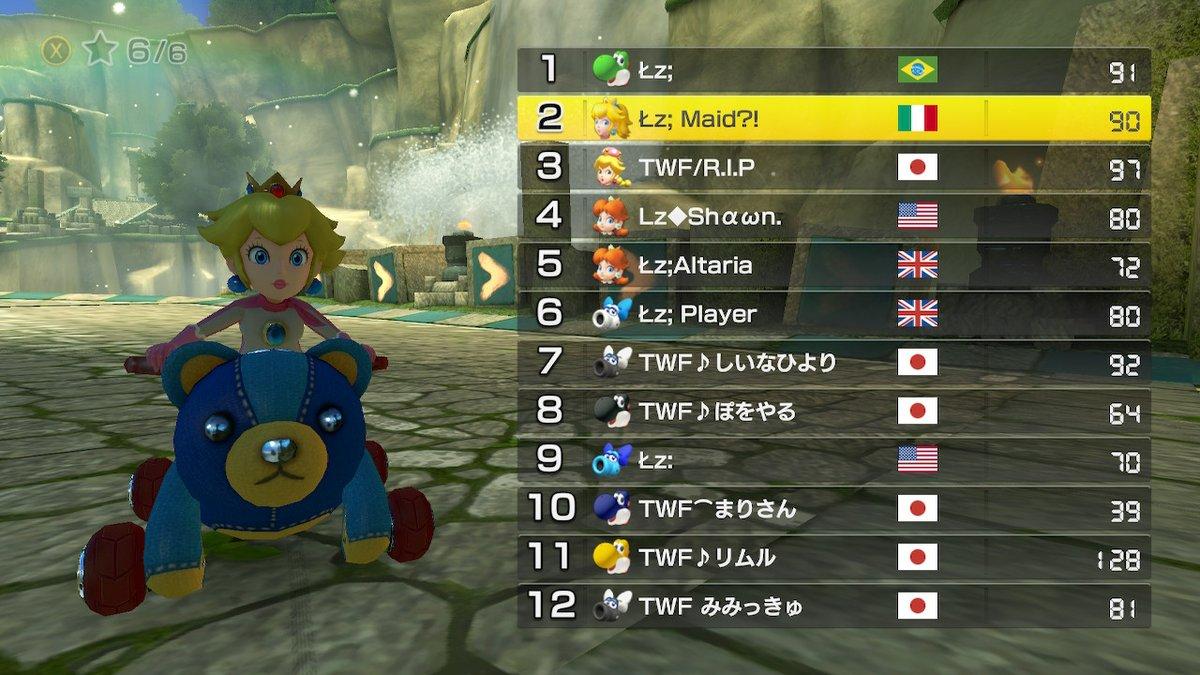 X ☆ 6/6
1 Łz; 91
2 Łz; Maid?! 90
3 TWF/R.I.P 97
4 Lz◆Shαωn. 80
5 Łz;Altaria 72
6 Łz; Player 80
7 TWF♪しいなひより 92
8 TWF♪ぽをやる 64
9 Łz: 70
10 TWF⌒まりさん 39
11 TWF♪リムル 128
12 TWF みみっきゅ 81